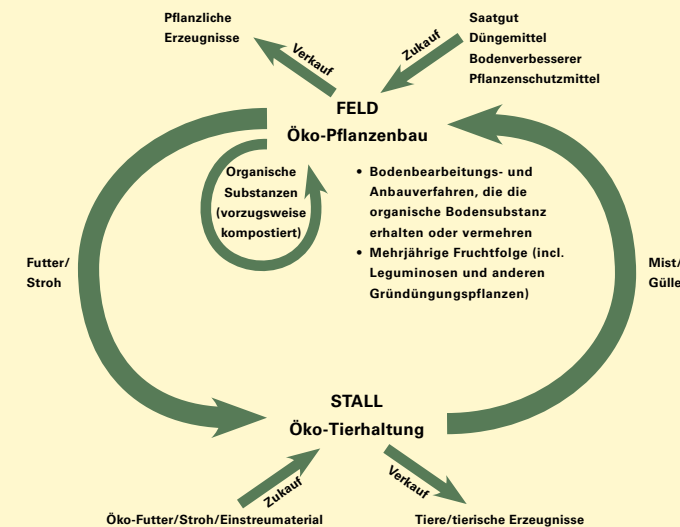 Pflanzliche
Erzeugnisse
Verkauf
Zukauf
Saatgut
Düngemittel
Bodenverbesserer
Pflanzenschutzmittel
FELD
Öko-Pflanzenbau
Organische
Substanzen
(vorzugsweise
kompostiert)
• Bodenbearbeitungs- und
Anbauverfahren, die die
organische Bodensubstanz
erhalten oder vermehren
• Mehrjährige Fruchtfolge (incl.
Leguminosen und anderen
Gründüngungspflanzen)
Futter/
Stroh
Mist/
Gülle
STALL
Öko-Tierhaltung
Zukauf
Verkauf
Öko-Futter/Stroh/Einstreumaterial
Tiere/tierische Erzeugnisse